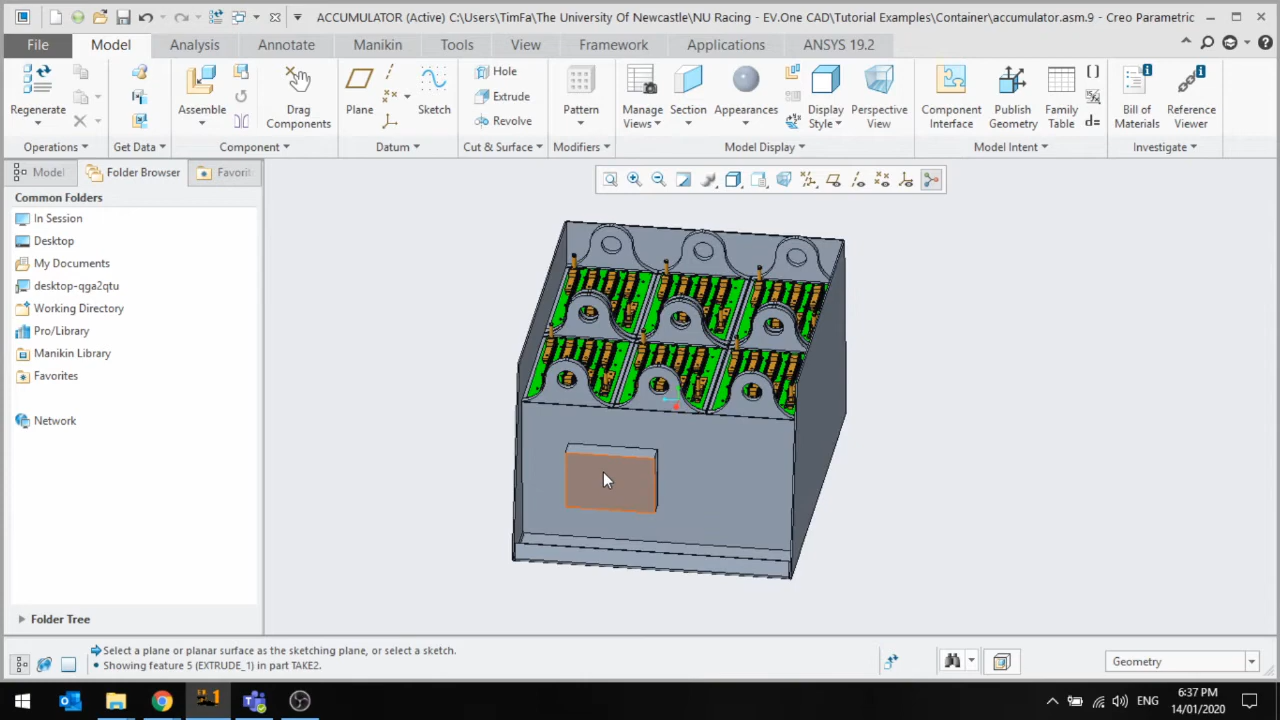 ACCUMULATOR (Active) C:\Users\TimFa\The University Of Newcastle\NU Racing - EV.One CAD\Tutorial Examples\Container\accumulator.asm.9 - Creo Parametric
File Model Analysis Annotate Manikin Tools View Framework Applications ANSYS 19.2
Regenerate
Operations
Get Data
Assemble
Drag
Components
Component
Plane
Sketch
Datum
Hole
Extrude
Revolve
Cut & Surface
Pattern
Modifiers
Manage
Views
Section
Appearances
Display
Style
Perspective
View
Model Display
Component
Interface
Publish
Geometry
Family
Table
d=
Model Intent
Bill of
Materials
Reference
Viewer
Investigate
Model Folder Browser Favorit
Common Folders
In Session
Desktop
My Documents
desktop-qga2qtu
Working Directory
Pro/Library
Manikin Library
Favorites
Network
Folder Tree
Select a plane or planar surface as the sketching plane, or select a sketch.
• Showing feature 5 (EXTRUDE_1) in part TAKE2.
Geometry
ENG
6:37 PM
14/01/2020